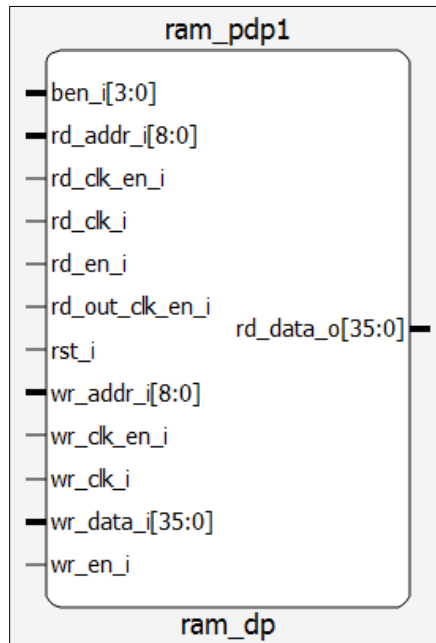 ram_pdp1
ben_i[3:0]
rd_addr_i[8:0]
rd_clk_en_i
rd_clk_i
rd_en_i
rd_out_clk_en_i
rd_data_o[35:0]
rst_i
wr_addr_i[8:0]
wr_clk_en_i
wr_clk_i
wr_data_i[35:0]
wr_en_i
ram_dp